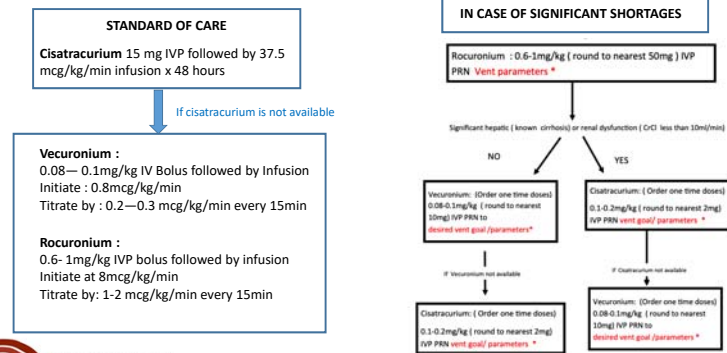 STANDARD OF CARE
Cisatracurium 15 mg IVP followed by 37.5
mcg/kg/min infusion x 48 hours
If cisatracurium is not available
Vecuronium :
0.08— 0.1mg/kg IV Bolus followed by Infusion
Initiate : 0.8mcg/kg/min
Titrate by : 0.2—0.3 mcg/kg/min every 15min
Rocuronium :
0.6- 1mg/kg IVP bolus followed by infusion
Initiate at 8mcg/kg/min
Titrate by: 1-2 mcg/kg/min every 15min
IN CASE OF SIGNIFICANT SHORTAGES
Rocuronium : 0.6-1mg/kg ( round to nearest 50mg ) IVP
PRN Vent parameters *
Significant hepatic ( known cirrhosis) or renal dysfunction ( CrCl less than 10ml/min)
NO
YES
Vecuronium: (Order one time doses)
0.08-0.1mg/kg ( round to nearest
10mg) IVP PRN to
desired vent goal /parameters*
If Vecuronium not available
Cisatracurium: (Order one time doses)
0.1-0.2mg/kg ( round to nearest 2mg)
IVP PRN vent goal/ parameters *
Cisatracurium: ( Order one time doses)
0.1-0.2mg/kg ( round to nearest 2mg)
IVP PRN vent goal/ parameters *
If Cisatracurium not available
Vecuronium: (Order one time doses)
0.08-0.1mg/kg ( round to nearest
10mg) IVP PRN to
desired vent goal /parameters*